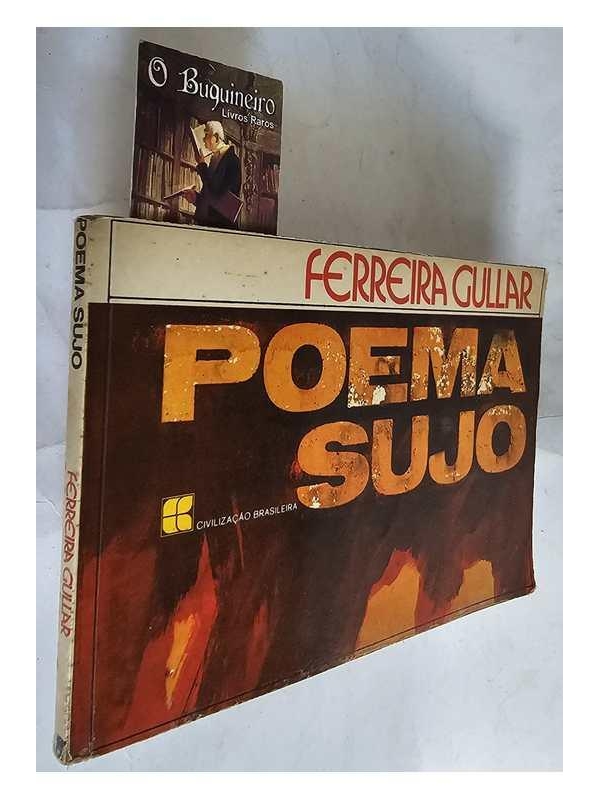 O Buquineiro
Livros Raros
FERREIRA GULLAR
POEMA
SUJO
CIVILIZAÇÃO BRASILEIRA
POEMA SUJO
FERREIRA GULLAR